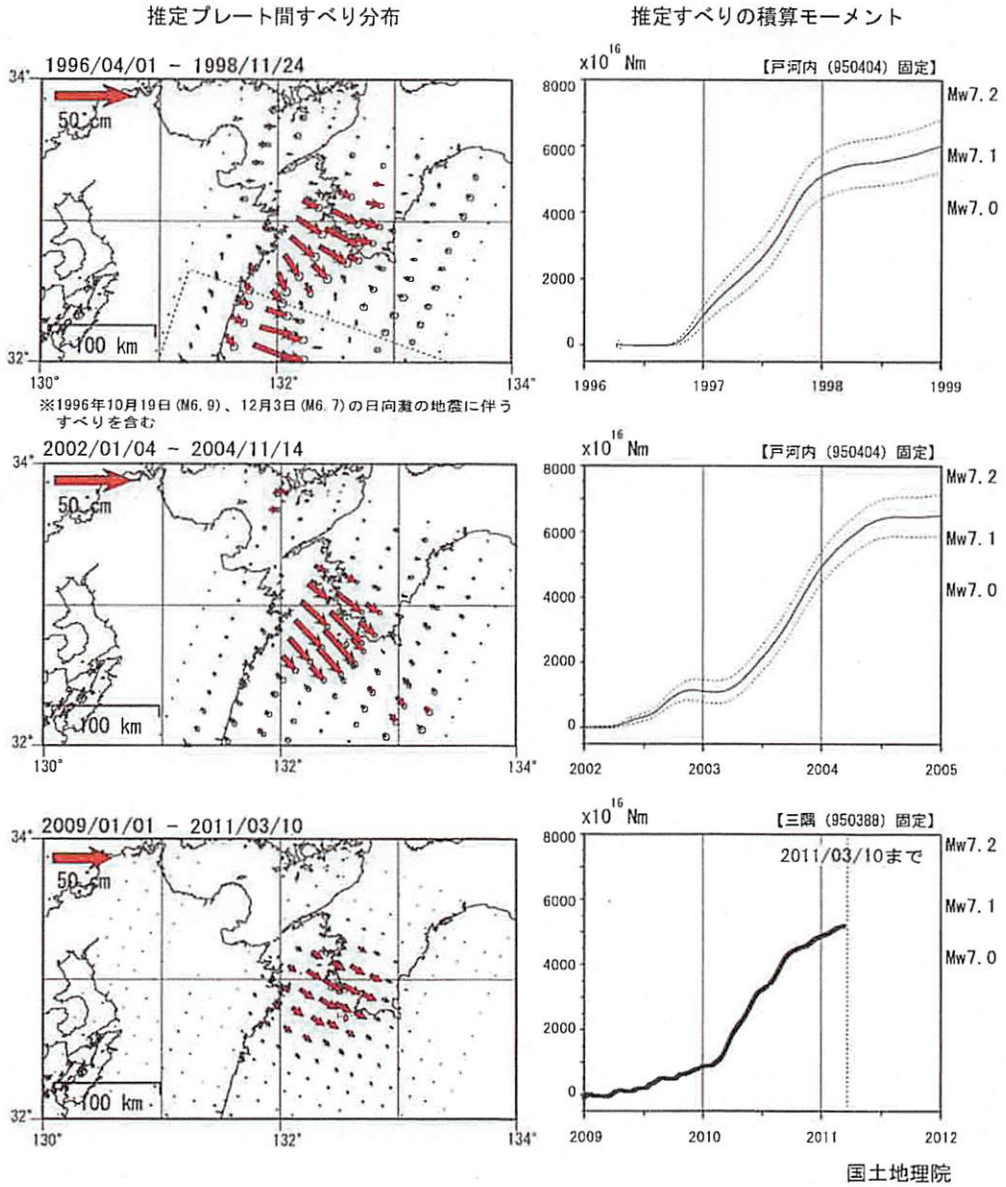 推定プレート間すべり分布
推定すべりの積算モーメント
1996/04/01 - 1998/11/24
34°
50 cm
100 km
32°
130°
132°
134°
※1996年10月19日(M6.9)、12月3日(M6.7)の日向灘の地震に伴う
すべりを含む
x10¹⁶ Nm
【戸河内(950404)固定】
8000
6000
4000
2000
0
Mw7.2
Mw7.1
Mw7.0
1996
1997
1998
1999
2002/01/04 - 2004/11/14
34°
50 cm
100 km
32°
130°
132°
134°
x10¹⁶ Nm
【戸河内(950404)固定】
8000
6000
4000
2000
0
Mw7.2
Mw7.1
Mw7.0
2002
2003
2004
2005
2009/01/01 - 2011/03/10
34°
50 cm
100 km
32°
130°
132°
134°
x10¹⁶ Nm
【三隅(950388)固定】
2011/03/10まで
8000
6000
4000
2000
0
Mw7.2
Mw7.1
Mw7.0
2009
2010
2011
2012
国土地理院